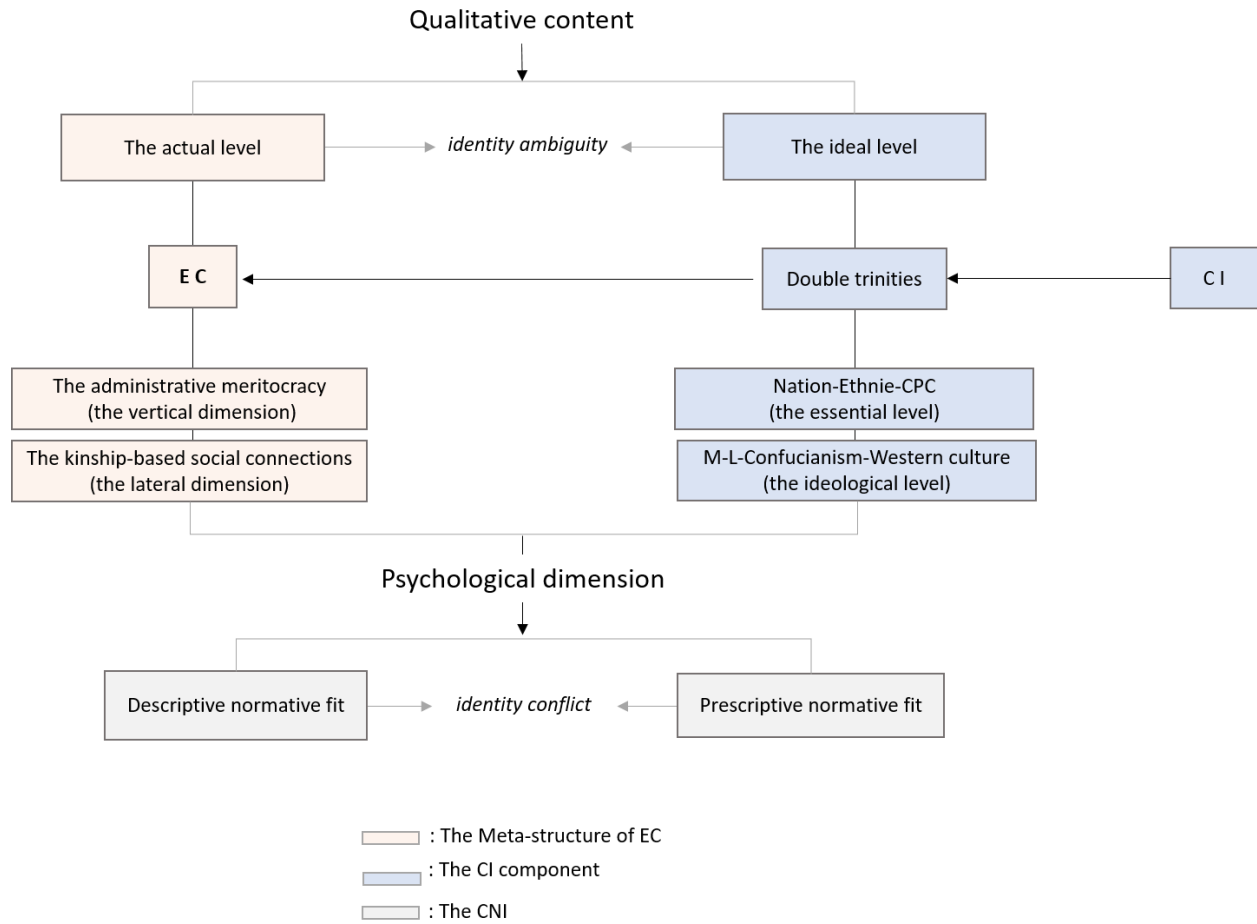 Qualitative content
The actual level
identity ambiguity
The ideal level
E C
Double trinities
C I
The administrative meritocracy
(the vertical dimension)
Nation-Ethnie-CPC
(the essential level)
The kinship-based social connections
(the lateral dimension)
M-L-Confucianism-Western culture
(the ideological level)
Psychological dimension
Descriptive normative fit
identity conflict
Prescriptive normative fit
: The Meta-structure of EC
: The CI component
: The CNI